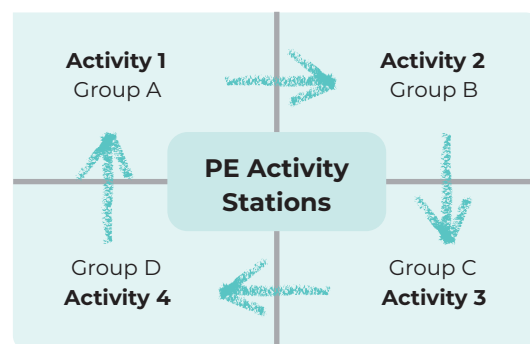 Activity 1
Group A
Activity 2
Group B
PE Activity
Stations
Group D
Activity 4
Group C
Activity 3